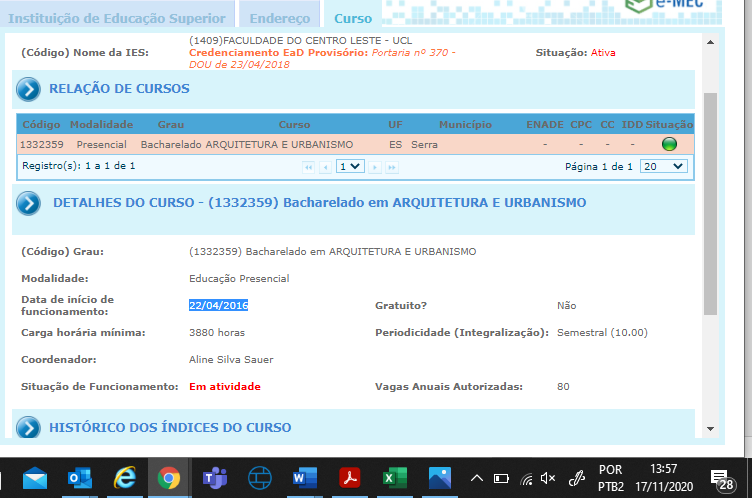 Instituição de Educação Superior Endereço Curso
e-MEC
(Código) Nome da IES: (1409)FACULDADE DO CENTRO LESTE - UCL
Credenciamento EaD Provisório: Portaria nº 370 - DOU de 23/04/2018
Situação: Ativa
RELAÇÃO DE CURSOS
Código Modalidade Grau Curso UF Município ENADE CPC CC IDD Situação
1332359 Presencial Bacharelado ARQUITETURA E URBANISMO ES Serra - - - -
Registro(s): 1 a 1 de 1 1 Página 1 de 1 20
DETALHES DO CURSO - (1332359) Bacharelado em ARQUITETURA E URBANISMO
(Código) Grau: (1332359) Bacharelado em ARQUITETURA E URBANISMO
Modalidade: Educação Presencial
Data de início de funcionamento: 22/04/2016 Gratuito? Não
Carga horária mínima: 3880 horas Periodicidade (Integralização): Semestral (10.00)
Coordenador: Aline Silva Sauer
Situação de Funcionamento: Em atividade Vagas Anuais Autorizadas: 80
HISTÓRICO DOS ÍNDICES DO CURSO
POR 13:57
PTB2 17/11/2020 28